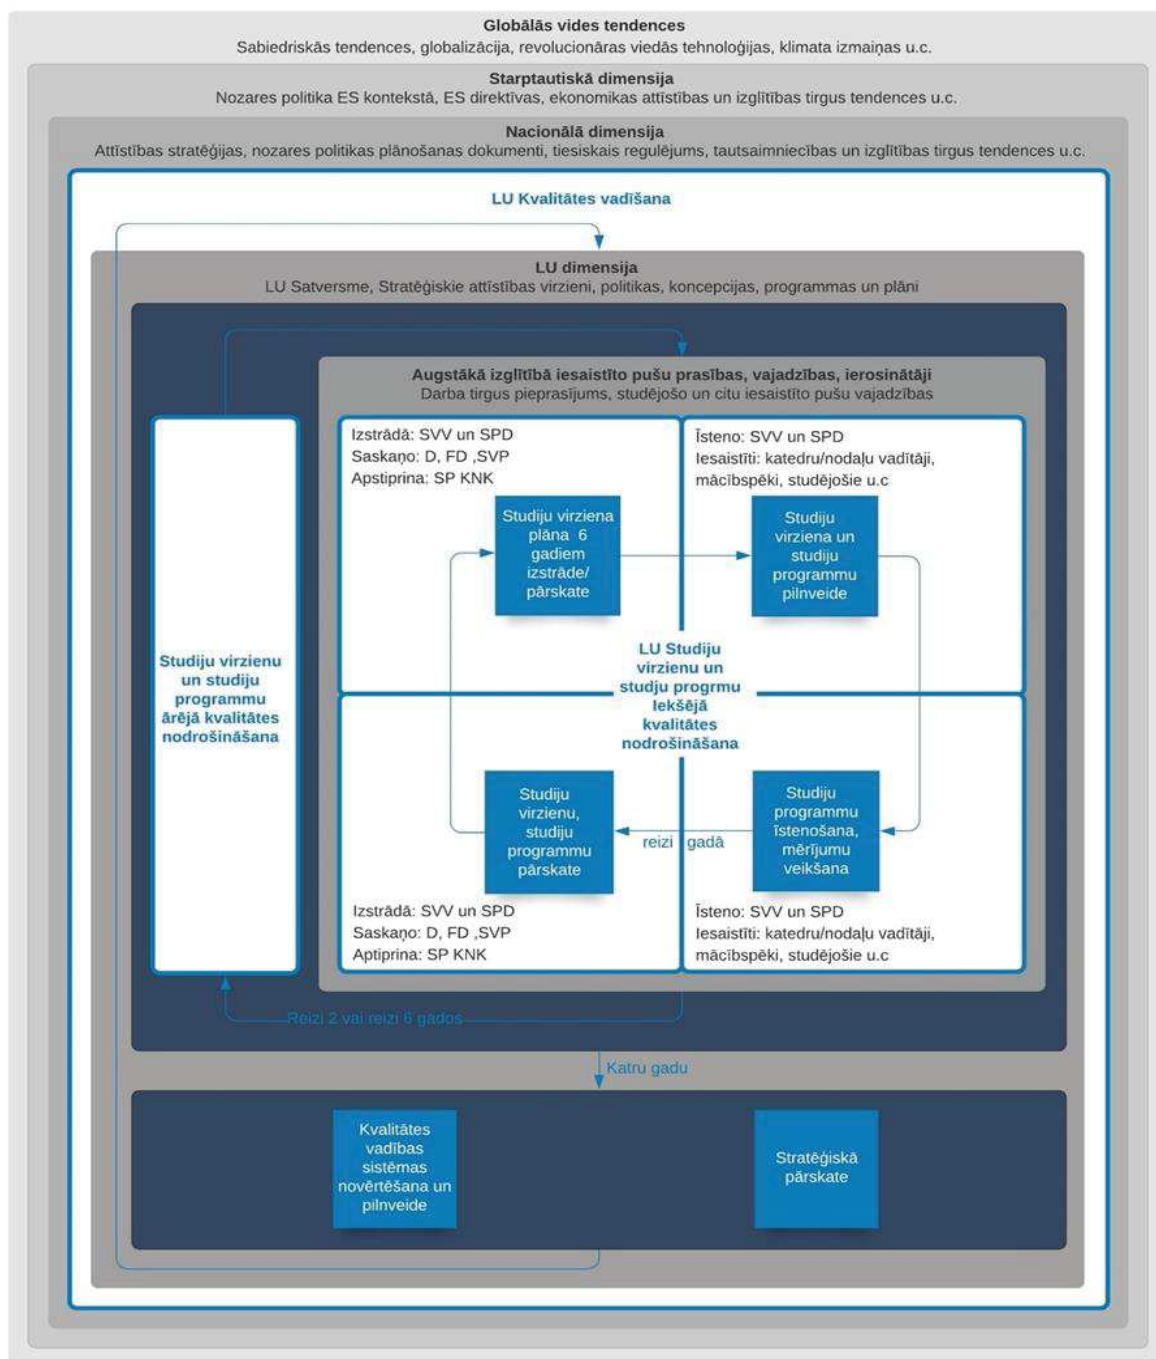 Globālās vides tendences
Sabiedriskās tendences, globalizācija, revolucionāras viedās tehnoloģijas, klimata izmaiņas u.c.
Starptautiskā dimensija
Nozares politika ES kontekstā, ES direktīvas, ekonomikas attīstības un izglītības tirgus tendences u.c.
Nacionālā dimensija
Attīstības stratēģijas, nozares politikas plānošanas dokumenti, tiesiskais regulējums, tautsaimniecības un izglītības tirgus tendences u.c.
LU Kvalitātes vadīšana
LU dimensija
LU Satversme, Stratēģiskie attīstības virzieni, politikas, koncepcijas, programmas un plāni
Augstākā izglītībā iesaistīto pušu prasības, vajadzības, ierosinātāji
Darba tirgus pieprasījums, studējošo un citu iesaistīto pušu vajadzības
Izstrādā: SVV un SPD
Saskaņo: D, FD ,SVP
Apstiprina: SP KNK
Īsteno: SVV un SPD
Iesaistīti: katedru/nodaļu vadītāji,
mācībspēki, studējošie u.c
Studiju virziena
plāna 6
gadiem
izstrāde/
pārskate
Studiju
virziena un
studiju
programmu
pilnveide
Studiju virzienu
un studiju
programmu
ārējā kvalitātes
nodrošināšana
LU Studiju
virzienu un
studju progrmu
Iekšējā
kvalitātes
nodrošināšana
Studiju
virzienu,
studiju
programmu
pārskate
reizi gadā
Studiju
programmu
īstenošana,
mērījumu
veikšana
Izstrādā: SVV un SPD
Saskaņo: D, FD ,SVP
Aptiprina: SP KNK
Īsteno: SVV un SPD
Iesaistīti: katedru/nodaļu vadītāji,
mācībspēki, studējošie u.c
Reizi 2 vai reizi 6 gados
Katru gadu
Kvalitātes
vadības
sistēmas
novērtēšana un
pilnveide
Stratēģiskā
pārskate